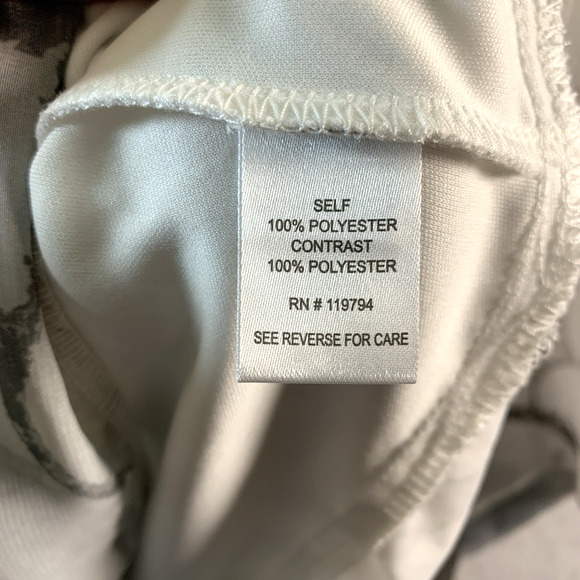 SELF
100% POLYESTER
CONTRAST
100% POLYESTER
RN # 119794
SEE REVERSE FOR CARE